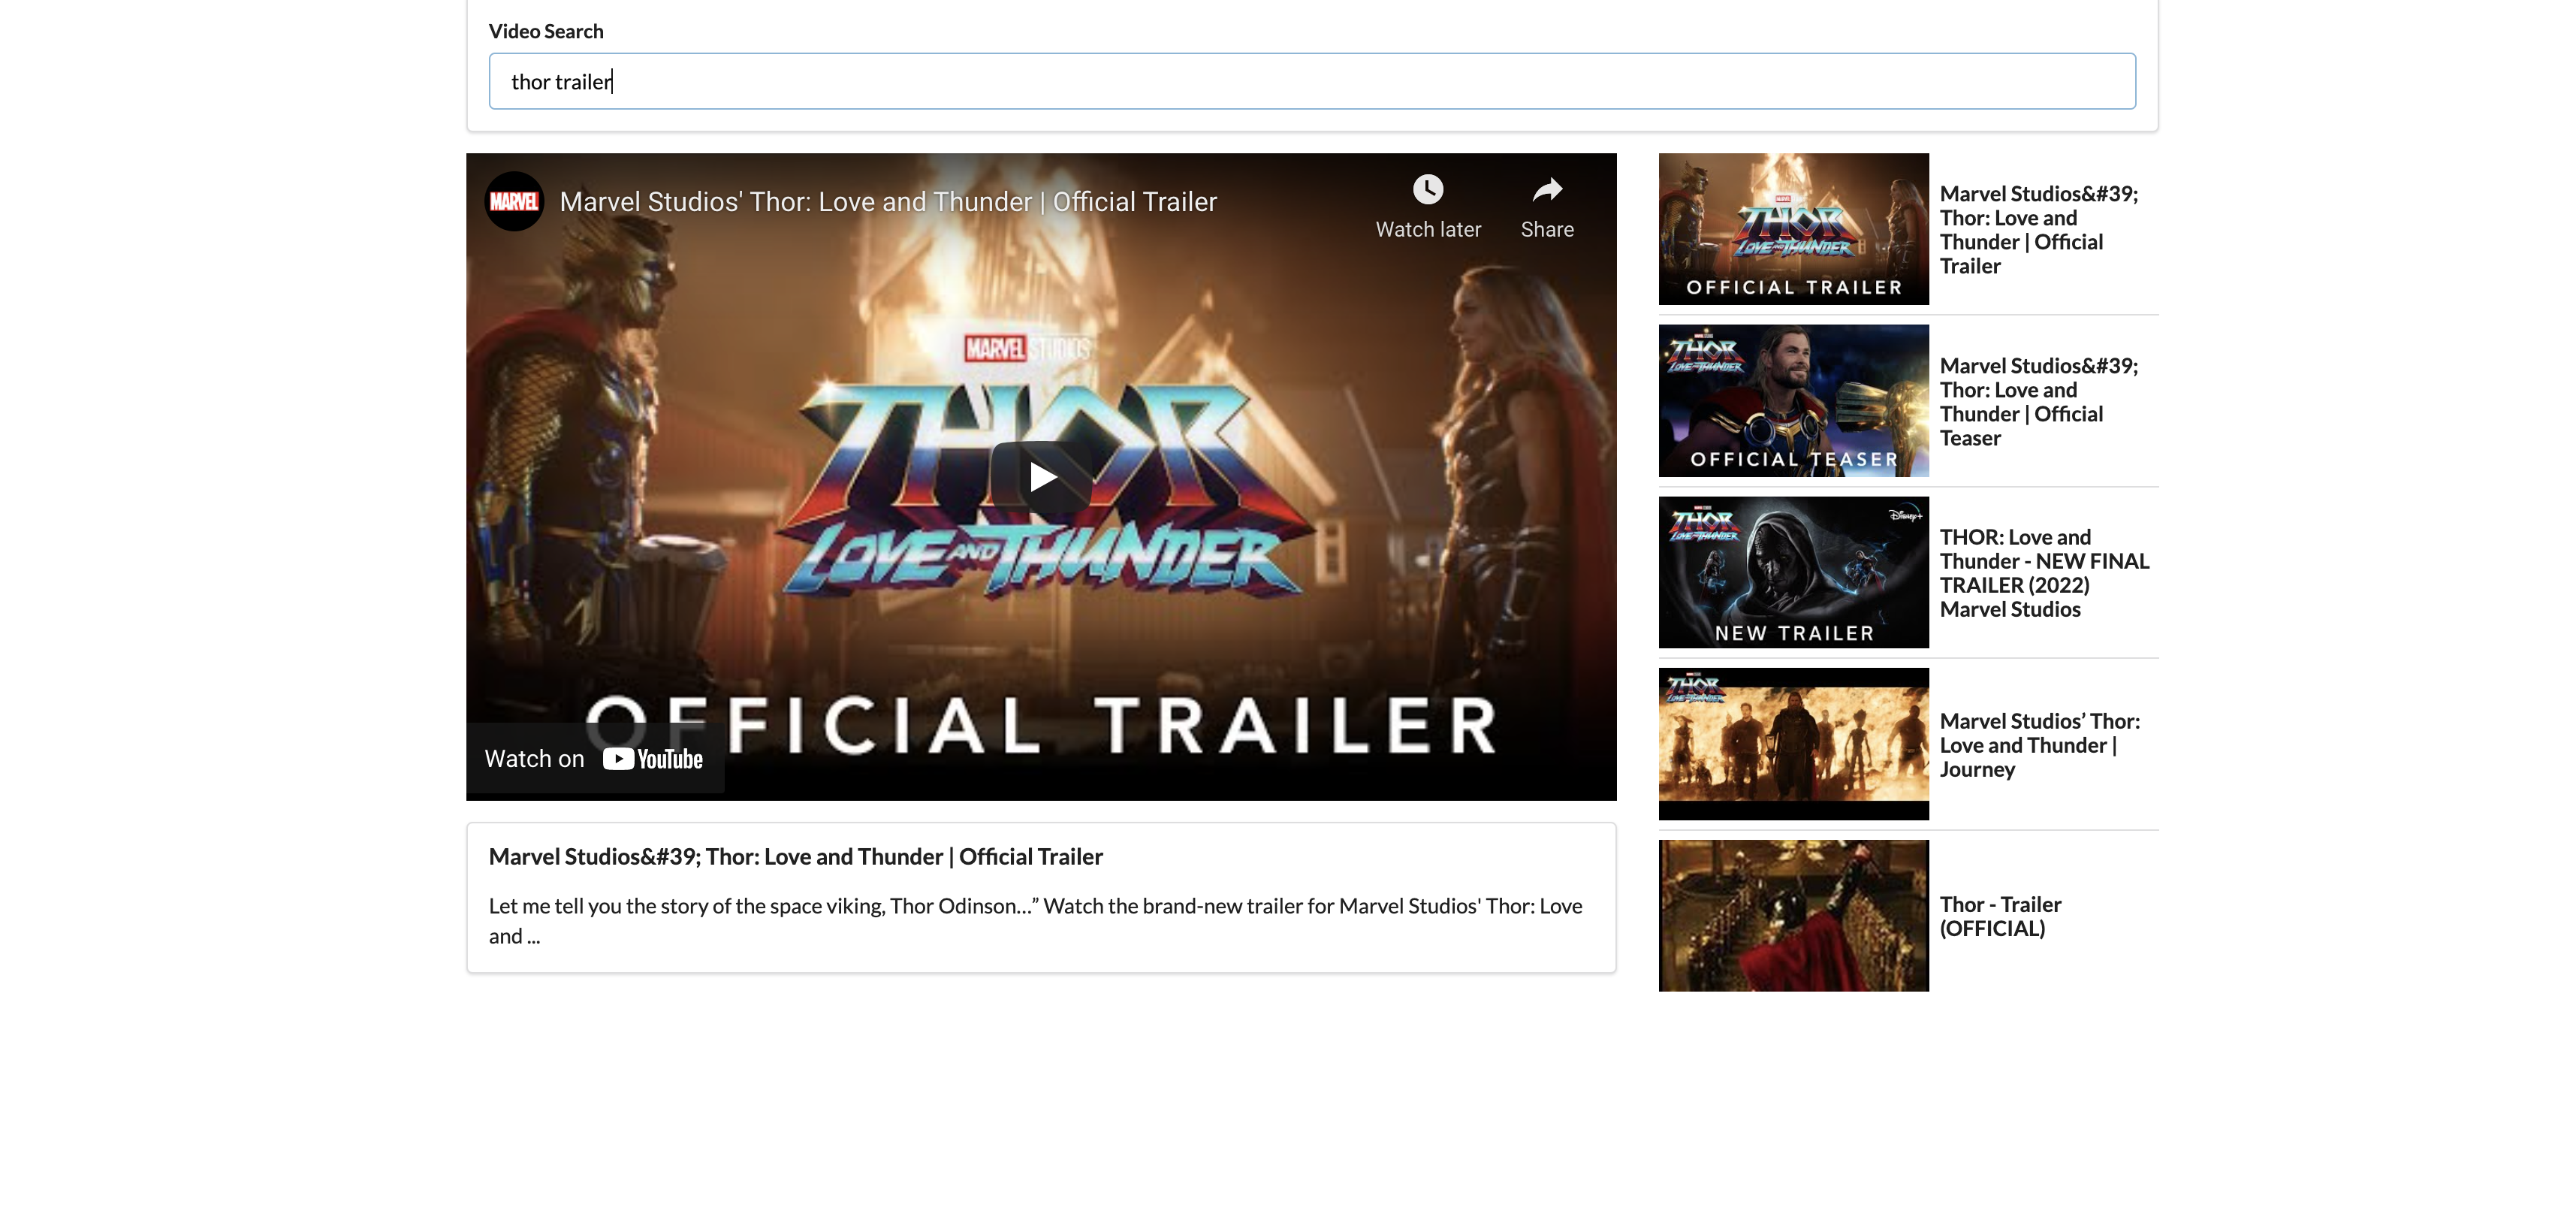 Video Search
thor trailer
MARVEL
Marvel Studios' Thor: Love and Thunder | Official Trailer
Watch later
Share
MARVEL STUDIOS
THOR
LOVE AND THUNDER
OFFICIAL TRAILER
Watch on YouTube
Marvel Studios&#39; Thor: Love and Thunder | Official Trailer
Let me tell you the story of the space viking, Thor Odinson...” Watch the brand-new trailer for Marvel Studios' Thor: Love
and ...
THOR
LOVE AND THUNDER
OFFICIAL TRAILER
Marvel Studios&#39;
Thor: Love and
Thunder | Official
Trailer
THOR
LOVE AND THUNDER
OFFICIAL TEASER
Marvel Studios&#39;
Thor: Love and
Thunder | Official
Teaser
THOR
LOVE AND THUNDER
Disney+
NEW TRAILER
THOR: Love and
Thunder - NEW FINAL
TRAILER (2022)
Marvel Studios
THOR
LOVE AND THUNDER
Marvel Studios’ Thor:
Love and Thunder |
Journey
Thor - Trailer
(OFFICIAL)